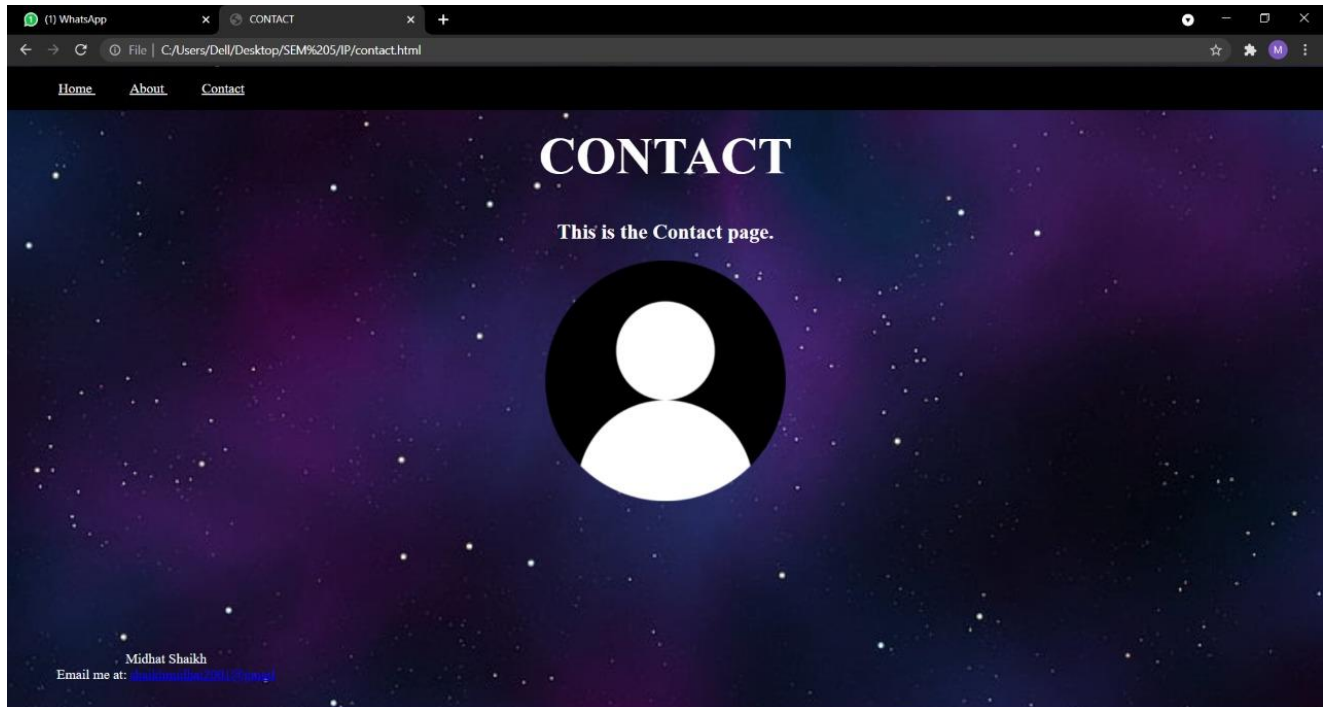 (1) WhatsApp
CONTACT
File | C:/Users/Dell/Desktop/SEM%205/IP/contact.html
M
Home About Contact
CONTACT
This is the Contact page.
Midhat Shaikh
Email me at: